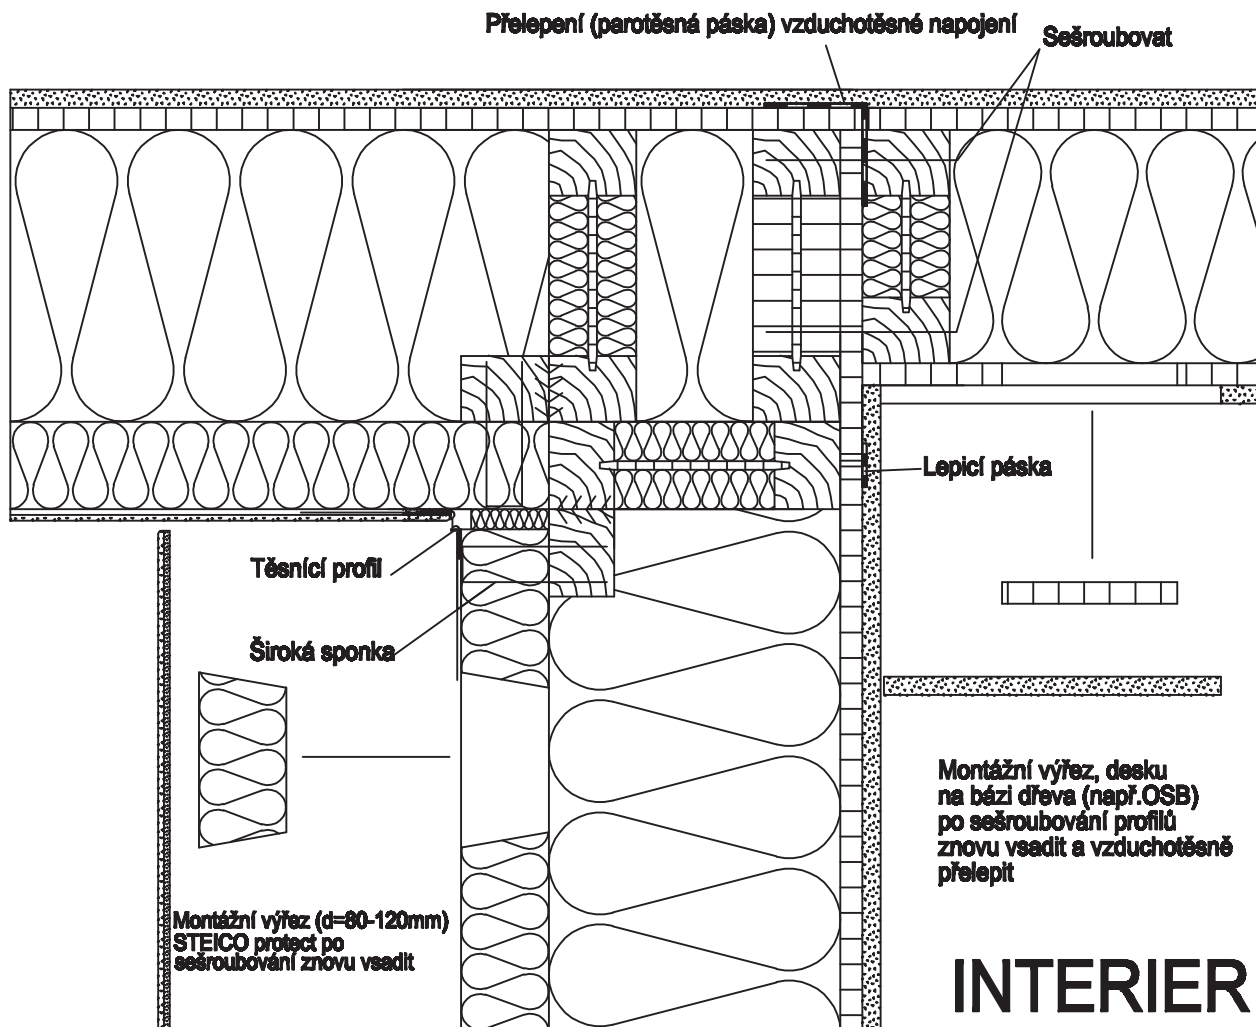 Přelepení (parotěsná páska) vzduchotěsné napojení
Sešroubovat
Lepicí páska
Těsnící profil
Široká sponka
Montážní výřez, desku
na bázi dřeva (např.OSB)
po sešroubování profilů
znovu vsadit a vzduchotěsně
přelepit
Montážní výřez (d=80-120mm)
STEICO protect po
sešroubování znovu vsadit
INTERIER